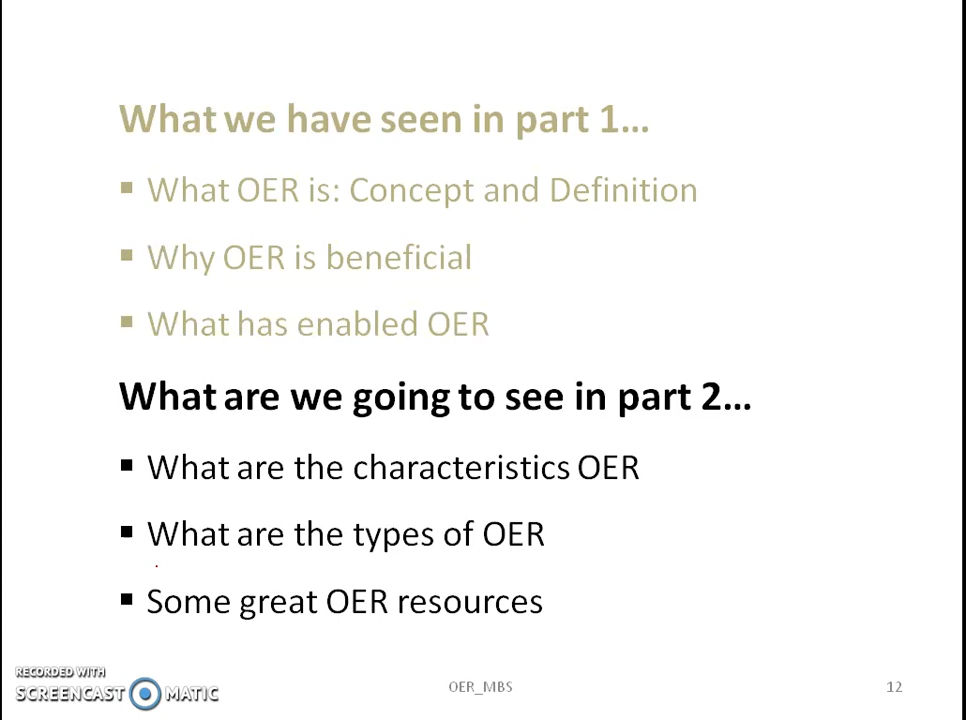 What we have seen in part 1...
▪ What OER is: Concept and Definition
▪ Why OER is beneficial
▪ What has enabled OER
What are we going to see in part 2...
▪ What are the characteristics OER
▪ What are the types of OER
▪ Some great OER resources
RECORDED WITH
SCREENCAST MATIC
OER_MBS
12